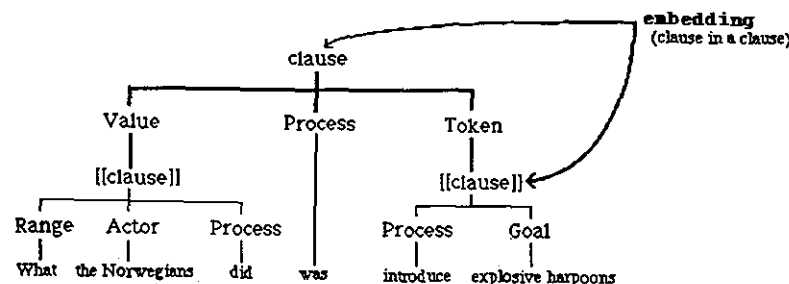 embedding
(clause in a clause)
clause
Value Process Token
[[clause]] [[clause]]
Range Actor Process Process Goal
What the Norwegians did was introduce explosive harpoons